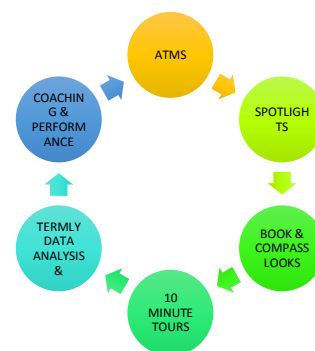 ATMS
SPOTLIGH
TS
BOOK &
COMPASS
LOOKS
10
MINUTE
TOURS
TERMLY
DATA
ANALYSIS
&
COACHIN
G &
PERFORM
ANCE